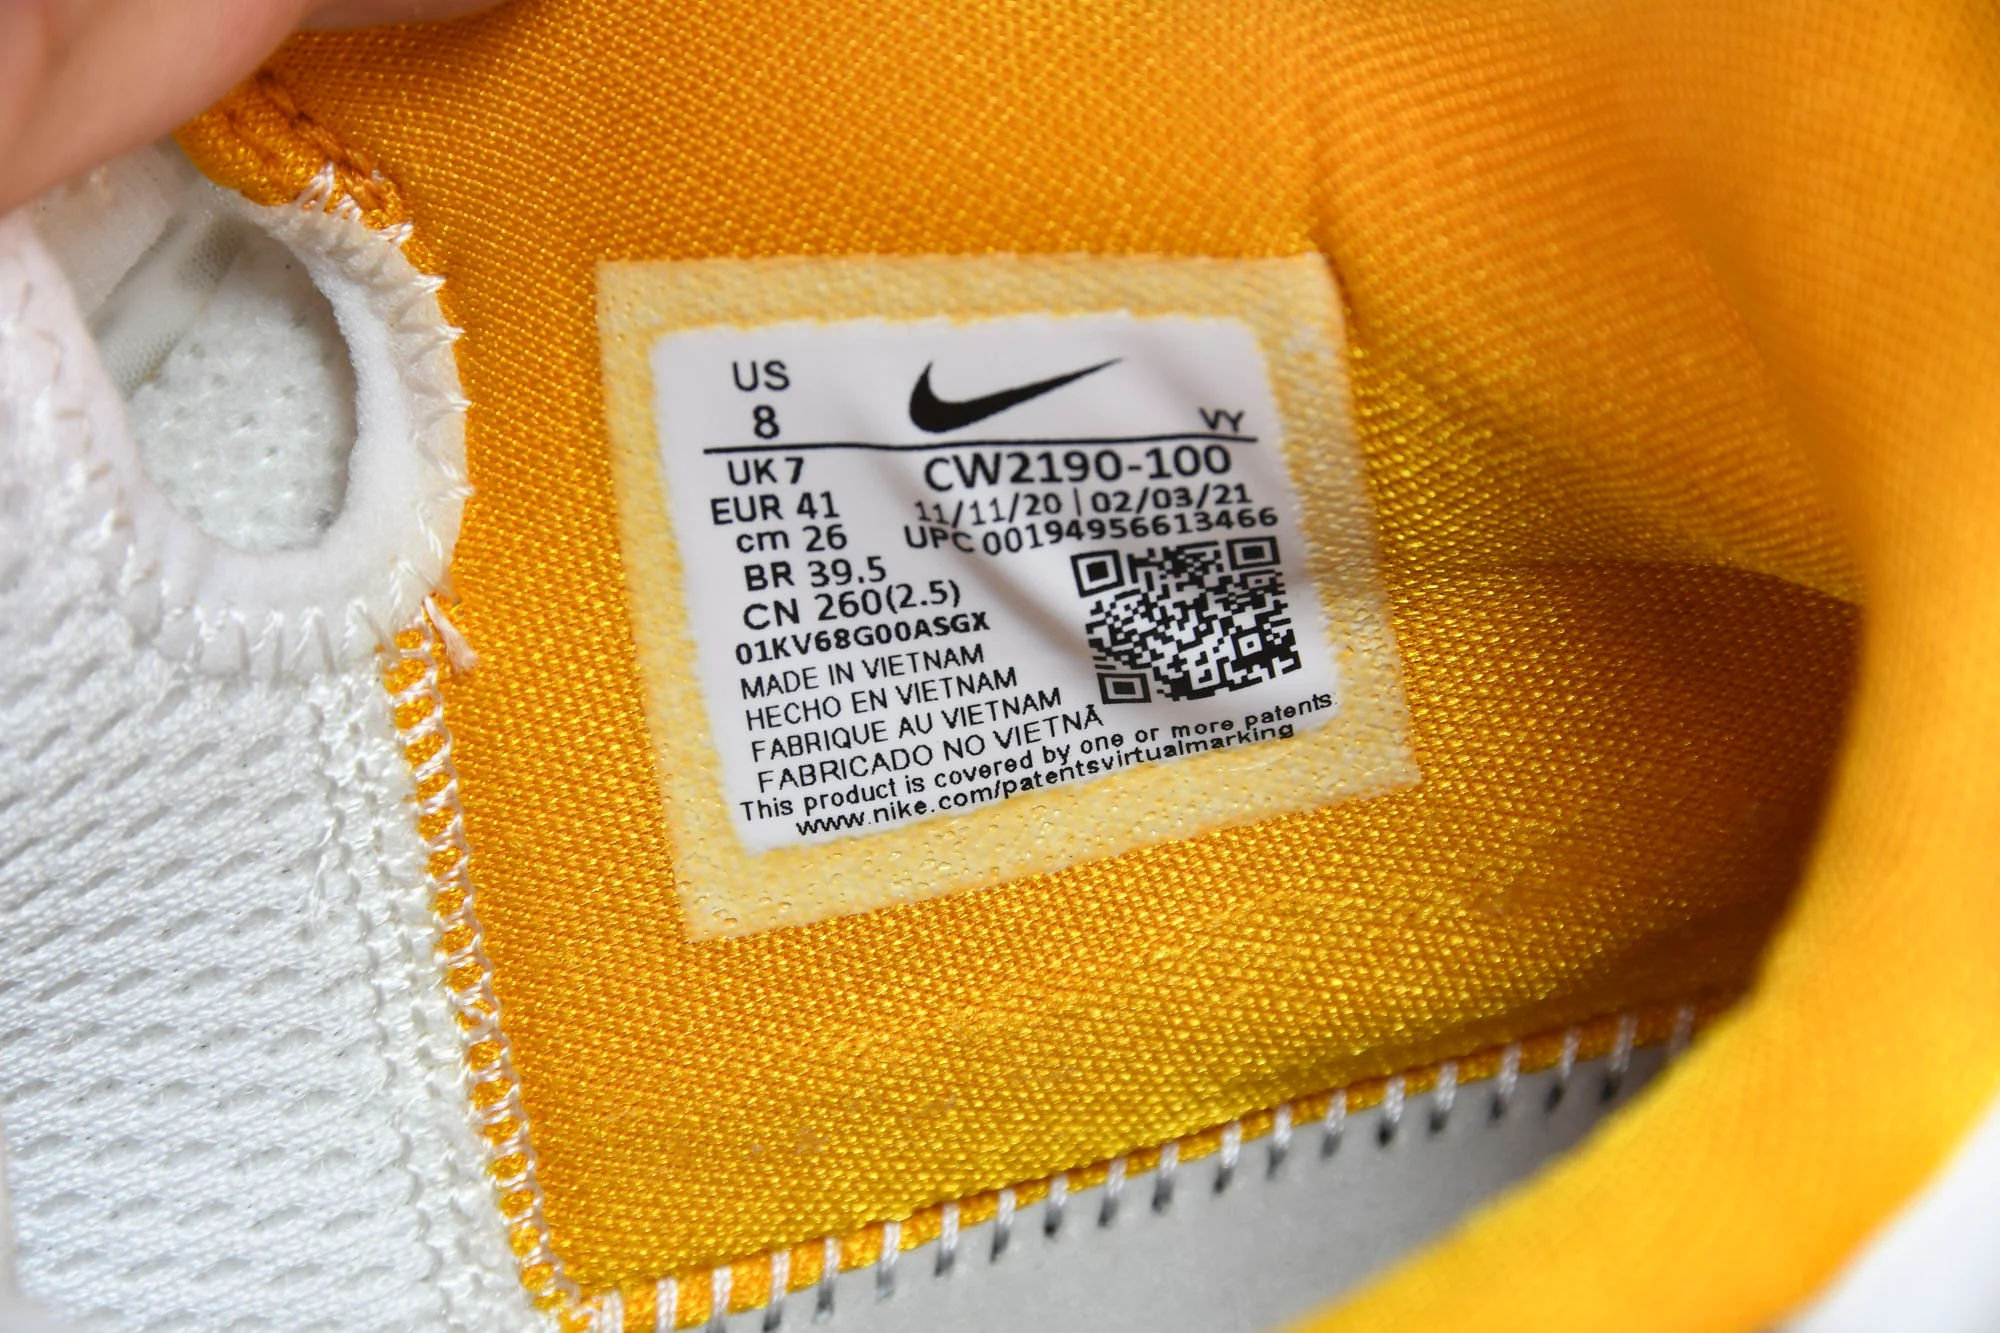 US
8
VY
UK 7
EUR 41
cm 26
BR 39.5
CN 260(2.5)
CW2190-100
11/11/20 | 02/03/21
UPC 00194956613466
01KV68G00ASGX
MADE IN VIETNAM
HECHO EN VIETNAM
FABRIQUE AU VIETNAM
FABRICADO NO VIETNÃ
This product is covered by one or more patents.
www.nike.com/patentsvirtualmarking